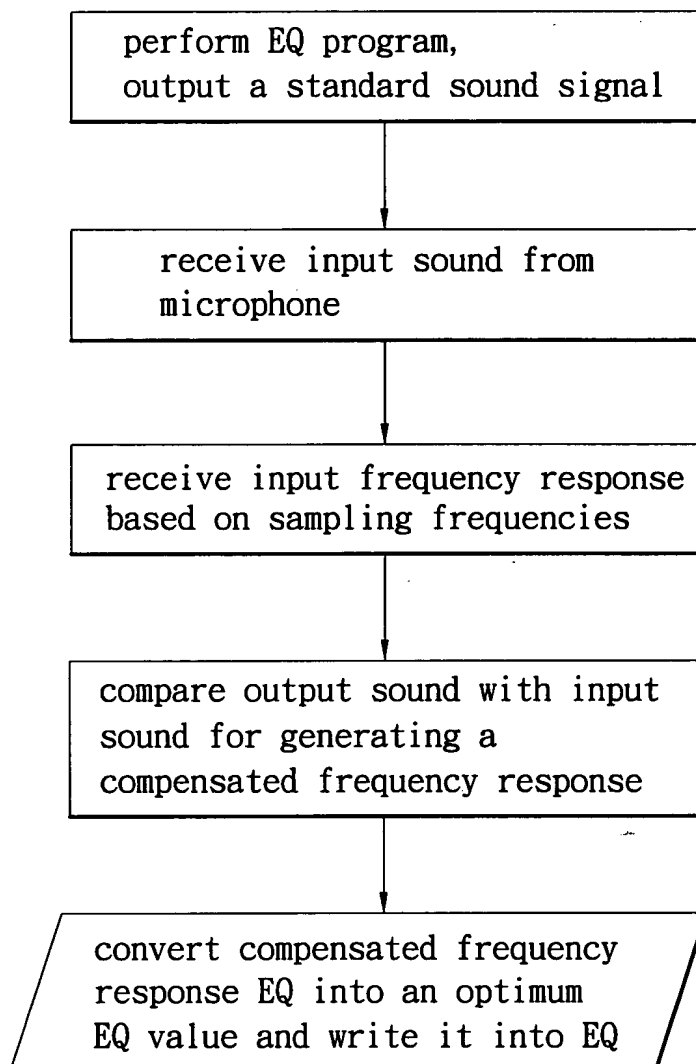 perform EQ program,
output a standard sound signal
receive input sound from
microphone
receive input frequency response
based on sampling frequencies
compare output sound with input
sound for generating a
compensated frequency response
convert compensated frequency
response EQ into an optimum
EQ value and write it into EQ